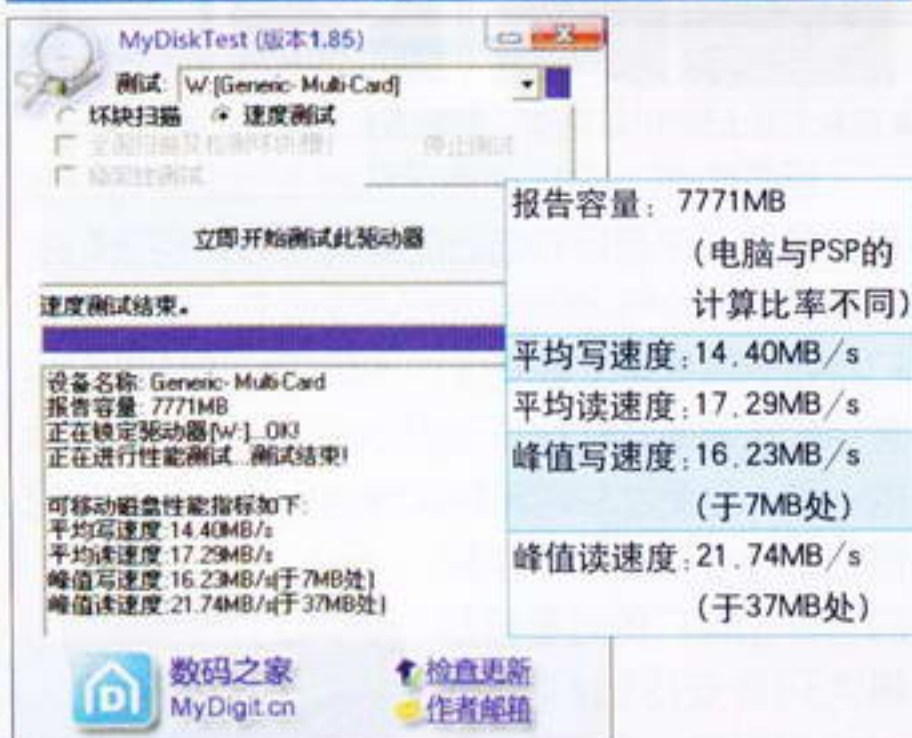 MyDiskTest (版本1.85)
测试: W:[Generic- Multi-Card]
坏块扫描 速度测试
停止测试
稳定性测试
立即开始测试此驱动器
速度测试结束。
设备名称: Generic- Multi-Card
报告容量: 7771MB
正在锁定驱动器[W:]...OK!
正在进行性能测试...测试结束!
可移动磁盘性能指标如下:
平均写速度:14.40MB/s
平均读速度:17.29MB/s
峰值写速度:16.23MB/s(于7MB处)
峰值读速度:21.74MB/s(于37MB处)
数码之家
MyDigit.cn
检查更新
作者邮箱
报告容量：7771MB
(电脑与PSP的
计算比率不同)
平均写速度:14.40MB/s
平均读速度:17.29MB/s
峰值写速度:16.23MB/s
(于7MB处)
峰值读速度:21.74MB/s
(于37MB处)